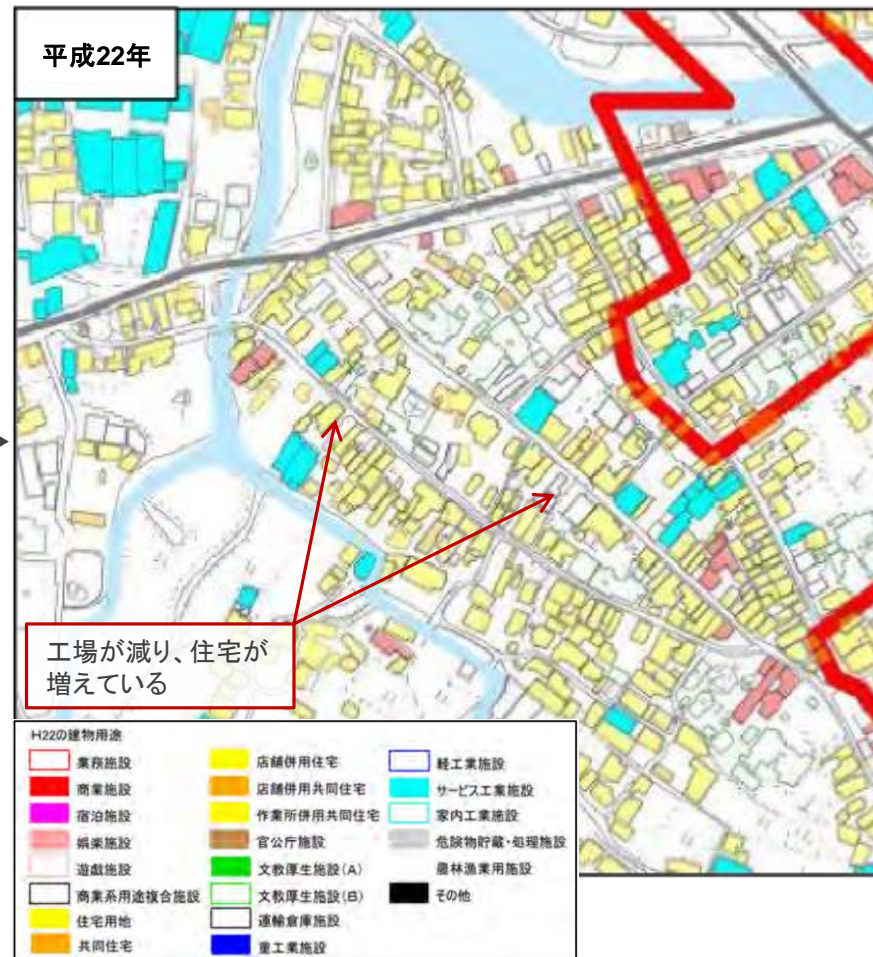 平成22年
工場が減り、住宅が
増えている
H22の建物用途
業務施設
商業施設
宿泊施設
娯楽施設
遊戯施設
商業系用途複合施設
住宅用地
共同住宅
店舗併用住宅
店舗併用共同住宅
作業所併用共同住宅
官公庁施設
文教厚生施設(A)
文教厚生施設(B)
運輸倉庫施設
重工業施設
軽工業施設
サービス工業施設
家内工業施設
危険物貯蔵・処理施設
農林漁業用施設
その他